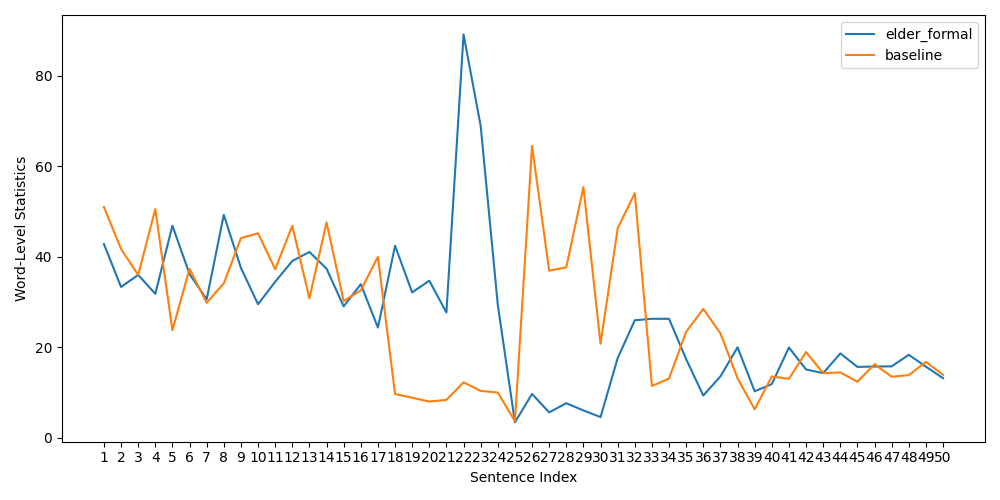 elder_formal
baseline
Word-Level Statistics
80
60
40
20
0
1 2 3 4 5 6 7 8 9 10 11 12 13 14 15 16 17 18 19 20 21 22 23 24 25 26 27 28 29 30 31 32 33 34 35 36 37 38 39 40 41 42 43 44 45 46 47 48 49 50
Sentence Index